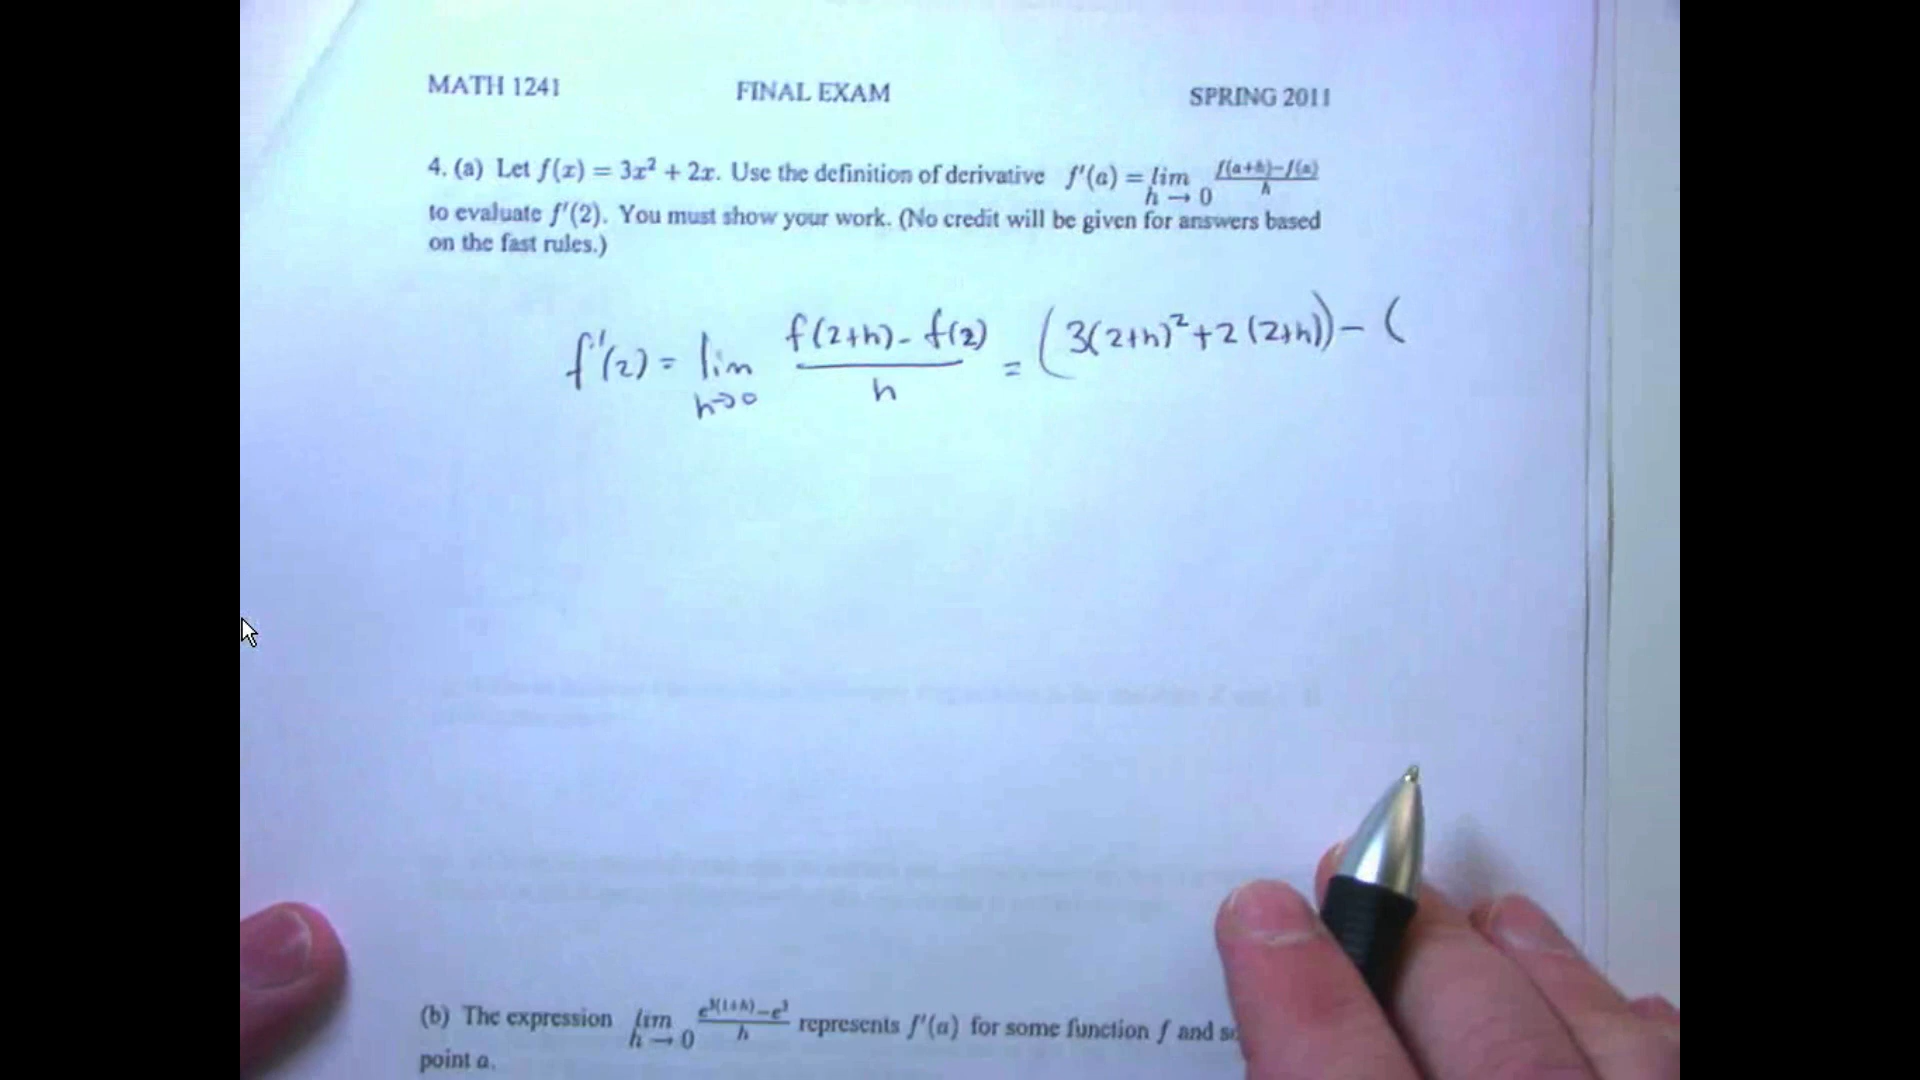 MATH 1241 FINAL EXAM SPRING 2011
4. (a) Let f(x) = 3x² + 2x. Use the definition of derivative f'(a) = lim h → 0 f(a+h)−f(a) / h
to evaluate f'(2). You must show your work. (No credit will be given for answers based
on the fast rules.)
f'(2) = lim h→0 f(2+h) - f(2) / h = (3(2+h)² + 2(2+h)) - (
(b) The expression lim h → 0 e^3(1+h) − e^3 / h represents f'(a) for some function f and
point a.